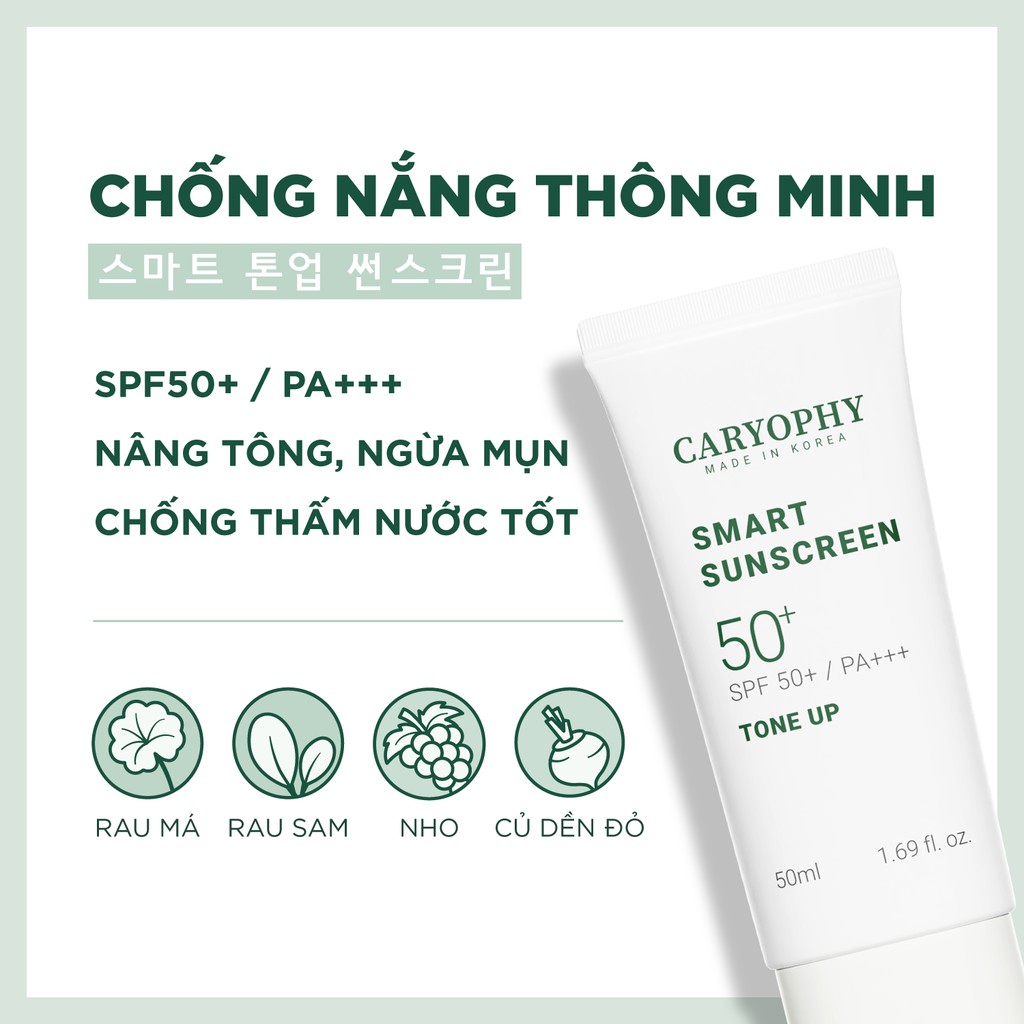 CHỐNG NẮNG THÔNG MINH
스마트 톤업 썬스크린
SPF50+ / PA+++
NÂNG TÔNG, NGỪA MỤN
CHỐNG THẤM NƯỚC TỐT
RAU MÁ
RAU SAM
NHO
CỦ DỀN ĐỎ
CARYOPHY
MADE IN KOREA
SMART
SUNSCREEN
50+
SPF 50+ / PA+++
TONE UP
50ml 1.69 fl. oz.